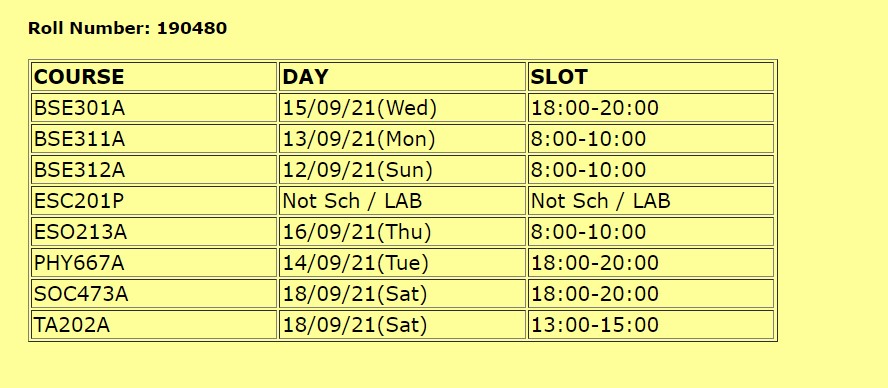 Roll Number: 190480
COURSE DAY SLOT
BSE301A 15/09/21(Wed) 18:00-20:00
BSE311A 13/09/21(Mon) 8:00-10:00
BSE312A 12/09/21(Sun) 8:00-10:00
ESC201P Not Sch / LAB Not Sch / LAB
ESO213A 16/09/21(Thu) 8:00-10:00
PHY667A 14/09/21(Tue) 18:00-20:00
SOC473A 18/09/21(Sat) 18:00-20:00
TA202A 18/09/21(Sat) 13:00-15:00